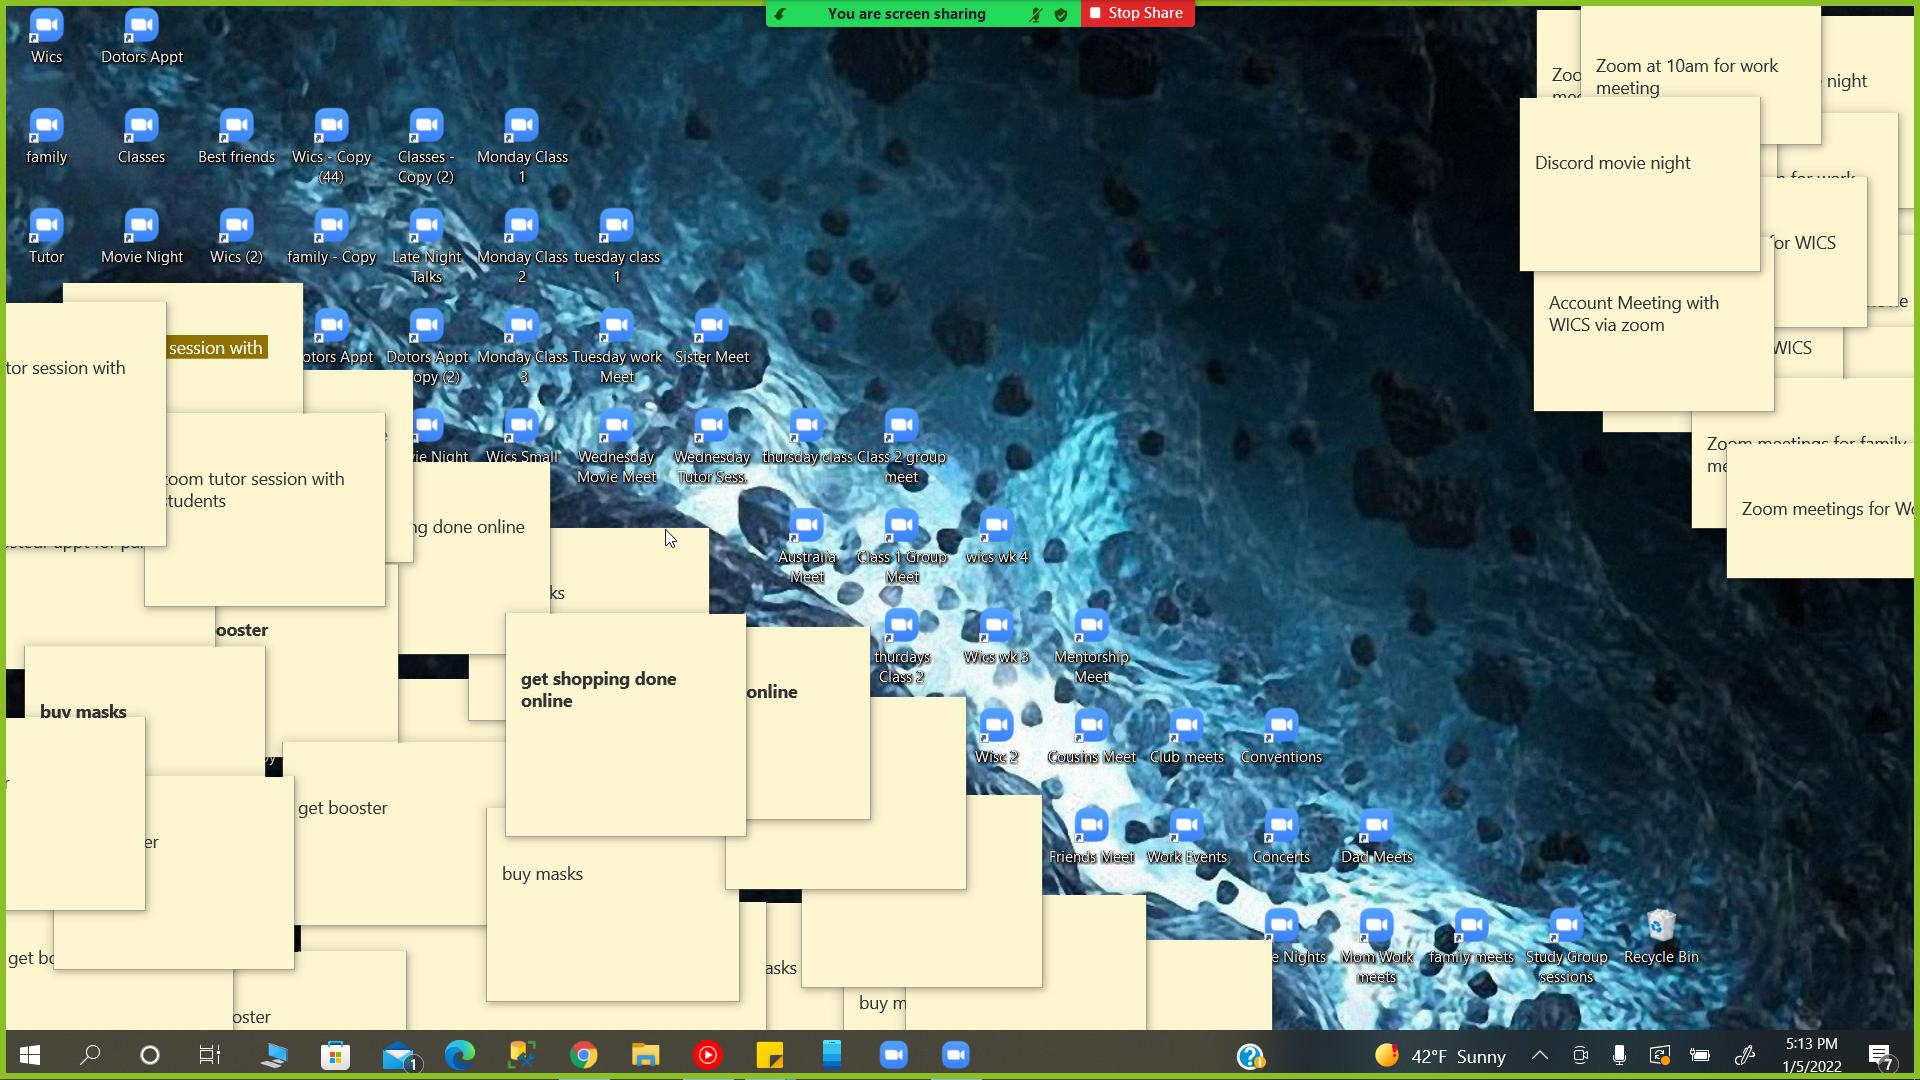 You are screen sharing
Stop Share
Wics
Dotors Appt
family
Classes
Best friends
Wics - Copy
(44)
Classes -
Copy (2)
Monday Class
1
Tutor
Movie Night
Wics (2)
family - Copy
Late Night
Talks
Monday Class
2
tuesday class
1
otors Appt
Dotors Appt
opy (2)
Monday Class
3
Tuesday work
Meet
Sister Meet
vie Night
Wics Small
Wednesday
Movie Meet
Wednesday
Tutor Sess.
thursday class
Class 2 group
meet
Australia
Meet
Class 1 Group
Meet
wics wk 4
thurdays
Class 2
Wics wk 3
Mentorship
Meet
Wisc 2
Cousins Meet
Club meets
Conventions
Friends Meet
Work Events
Concerts
Dad Meets
e Nights
Mom Work
meets
family meets
Study Group
sessions
Recycle Bin
session with
tor session with
zoom tutor session with
students
ng done online
ks
ooster
get shopping done
online
online
buy masks
get booster
er
buy masks
get bo
oster
asks
buy m
Zoom at 10am for work
meeting
Zoo
mee
night
Discord movie night
for work
for WICS
Account Meeting with
WICS via zoom
WICS
Zoom meetings for family
me
Zoom meetings for Wo
1
42°F Sunny
5:13 PM
1/5/2022
7